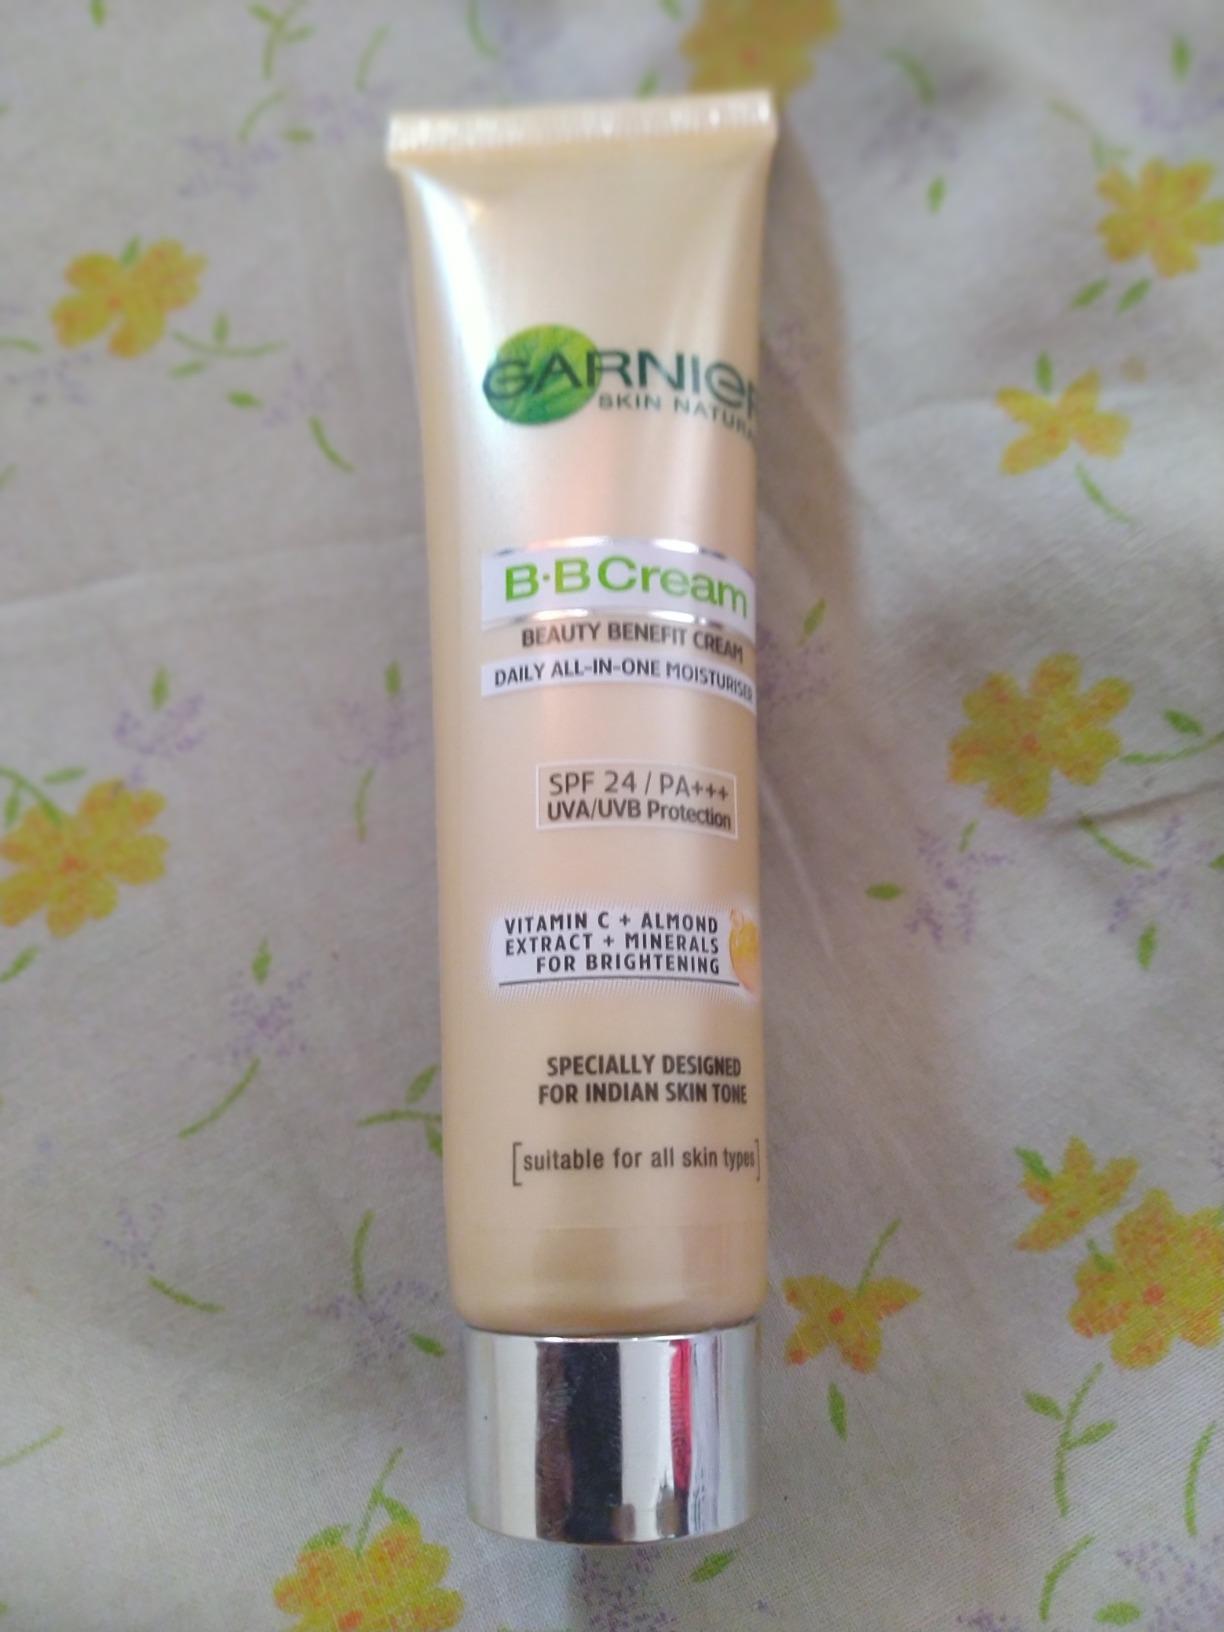 GARNIER
SKIN NATURA
B·B Cream
BEAUTY BENEFIT CREAM
DAILY ALL-IN-ONE MOISTURISER
SPF 24 / PA+++
UVA/UVB Protection
VITAMIN C + ALMOND
EXTRACT + MINERALS
FOR BRIGHTENING
SPECIALLY DESIGNED
FOR INDIAN SKIN TONE
[suitable for all skin types]